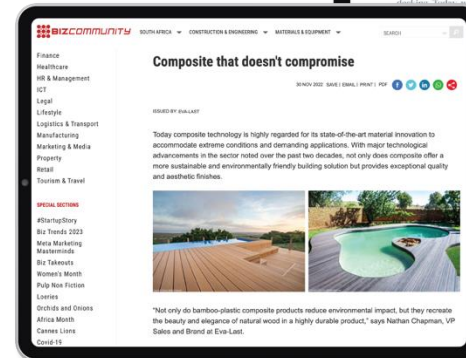 BIZCOMMUNITY
SOUTH AFRICA
CONSTRUCTION & ENGINEERING
MATERIALS & EQUIPMENT
SEARCH
Finance
Healthcare
HR & Management
ICT
Legal
Lifestyle
Logistics & Transport
Manufacturing
Marketing & Media
Property
Retail
Tourism & Travel
SPECIAL SECTIONS
#StartupStory
Biz Trends 2023
Meta Marketing
Masterminds
Biz Takeouts
Women's Month
Pulp Non Fiction
Loeries
Orchids and Onions
Africa Month
Cannes Lions
Covid-19
Composite that doesn't compromise
30 NOV 2022 SAVE | EMAIL | PRINT | PDF
ISSUED BY: EVA-LAST
Today composite technology is highly regarded for its state-of-the-art material innovation to
accommodate extreme conditions and demanding applications. With major technological
advancements in the sector noted over the past two decades, not only does composite offer a
more sustainable and environmentally friendly building solution but provides exceptional quality
and aesthetic finishes.
"Not only do bamboo-plastic composite products reduce environmental impact, but they recreate
the beauty and elegance of natural wood in a highly durable product," says Nathan Chapman, VP
Sales and Brand at Eva-Last.